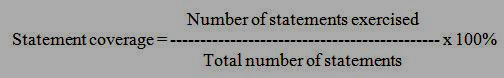 Number of statements exercised
Statement coverage = ------------------------------------------- x 100%
Total number of statements